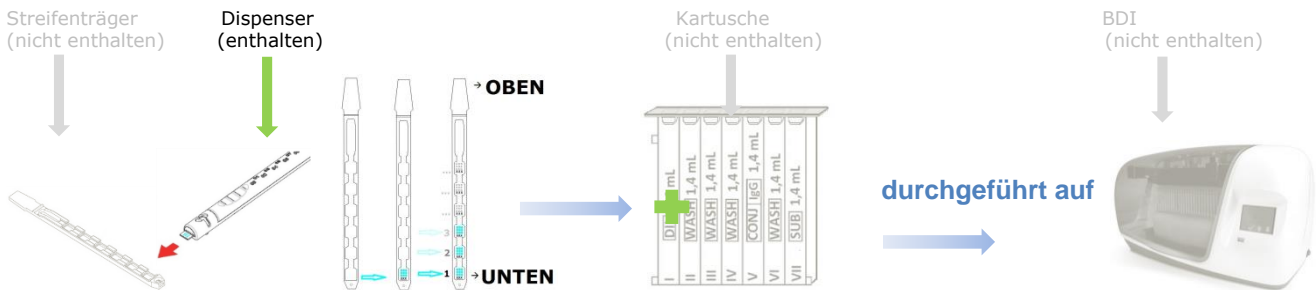 Streifenträger
(nicht enthalten)
Dispenser
(enthalten)
Kartusche
(nicht enthalten)
BDI
(nicht enthalten)
OBEN
3
2
1
UNTEN
I DI mL
II WASH 1,4 mL
III WASH 1,4 mL
IV WASH 1,4 mL
V CONJ IgG 1,4 mL
VI WASH 1,4 mL
VII SUB 1,4 mL
durchgeführt auf